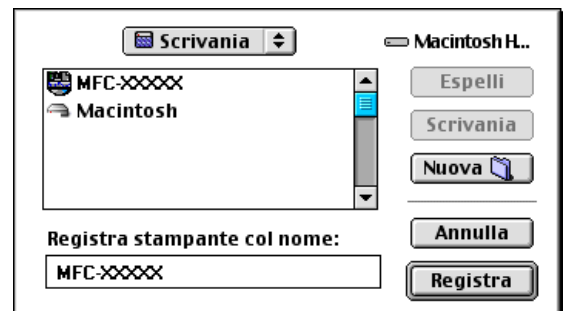 Scrivania
Macintosh H...
MFC-XXXXX
Macintosh
Espelli
Scrivania
Nuova
Registra stampante col nome:
MFC-XXXXX
Annulla
Registra